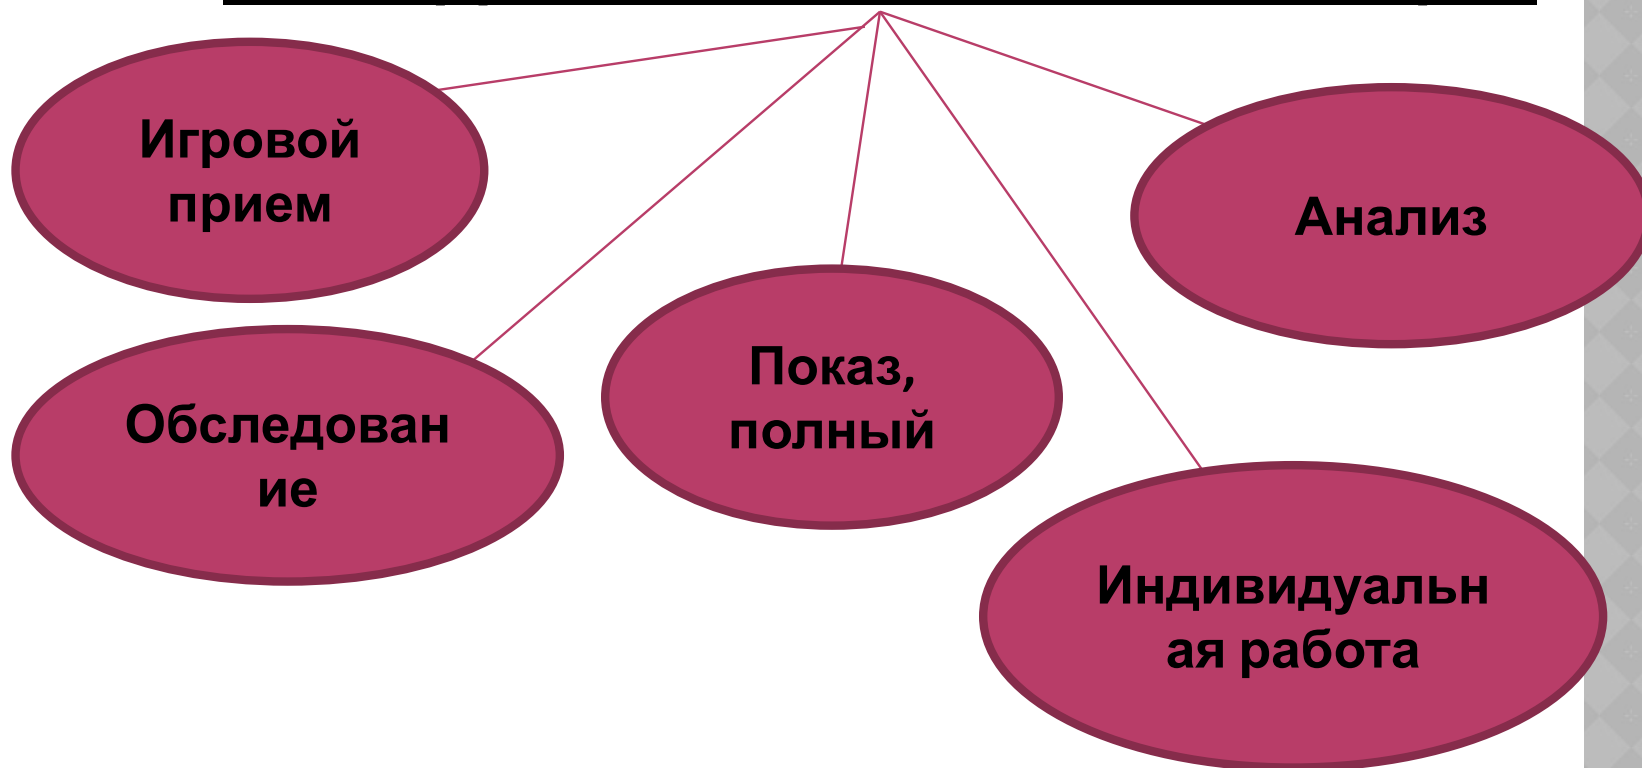 Игровой
прием
Анализ
Показ,
полный
Обследован
ие
Индивидуальн
ая работа